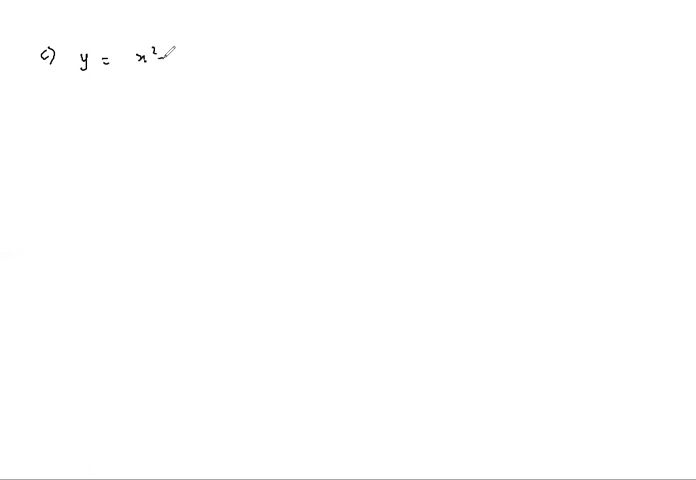 c) y = x²